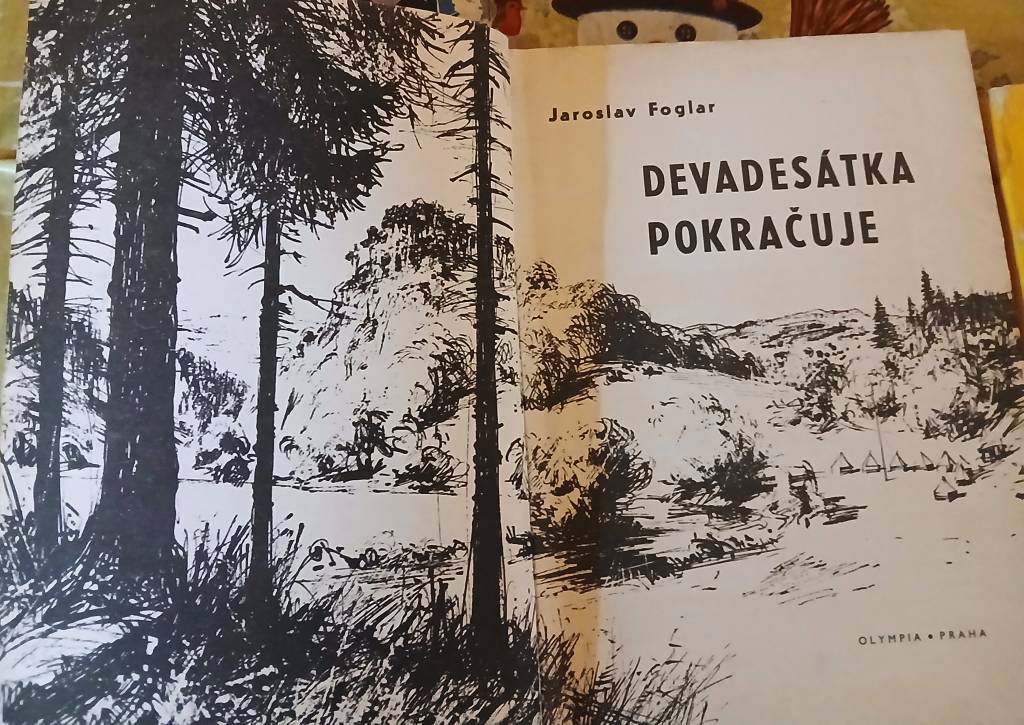 Jaroslav Foglar
DEVADESÁTKA
POKRAČUJE
OLYMPIA • PRAHA